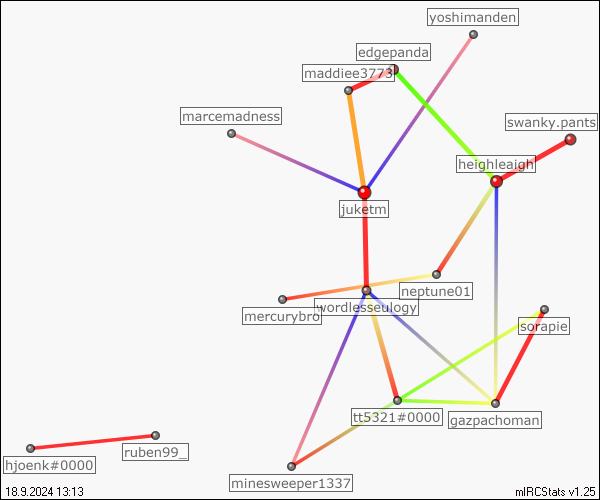 yoshimanden
edgepanda
maddiee3773
marcemadness
swanky.pants
heighleaigh
juketm
neptune01
wordlesseulogy
mercurybro
sorapie
tt5321#0000
gazpachoman
ruben99_
hjoenk#0000
minesweeper1337
18.9.2024 13:13
mIRCStats v1.25